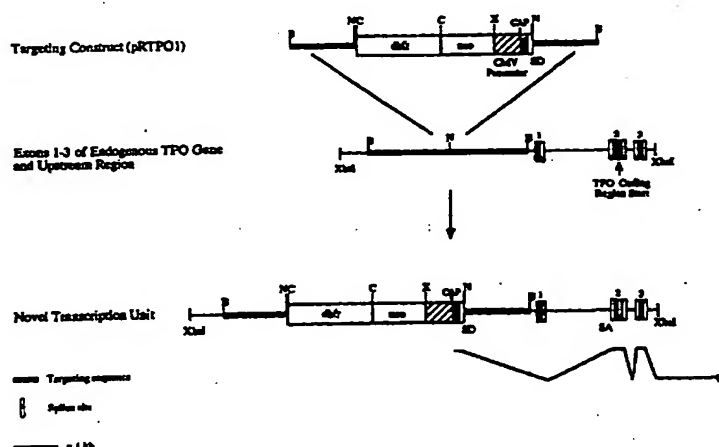 NC C X CAP N
Targeting Construct (pRTPO1)
dhfr neo
CMV Promoter SD
Exons 1-3 of Endogenous TPO Gene
and Upstream Region
B N B 1 2 3
XbaI XbaI
TPO Coding
Region Start
NC C X CAP N
B B 1 2 3
Novel Transcription Unit
dhfr neo
XbaI SD SA XbaI
Targeting sequence
Splice site